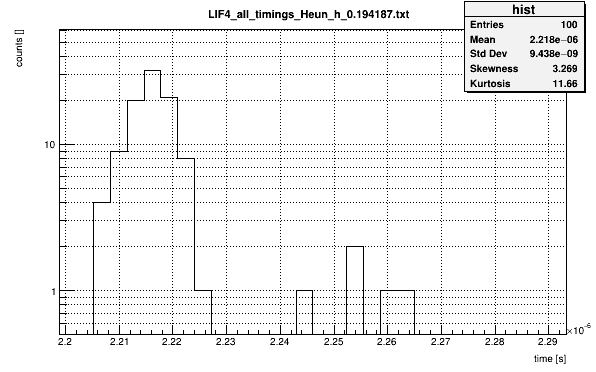 LIF4_all_timings_Heun_h_0.194187.txt
hist
Entries 100
Mean 2.218e−06
Std Dev 9.438e−09
Skewness 3.269
Kurtosis 11.66
counts []
10
1
2.2 2.21 2.22 2.23 2.24 2.25 2.26 2.27 2.28 2.29
×10⁻⁶
time [s]